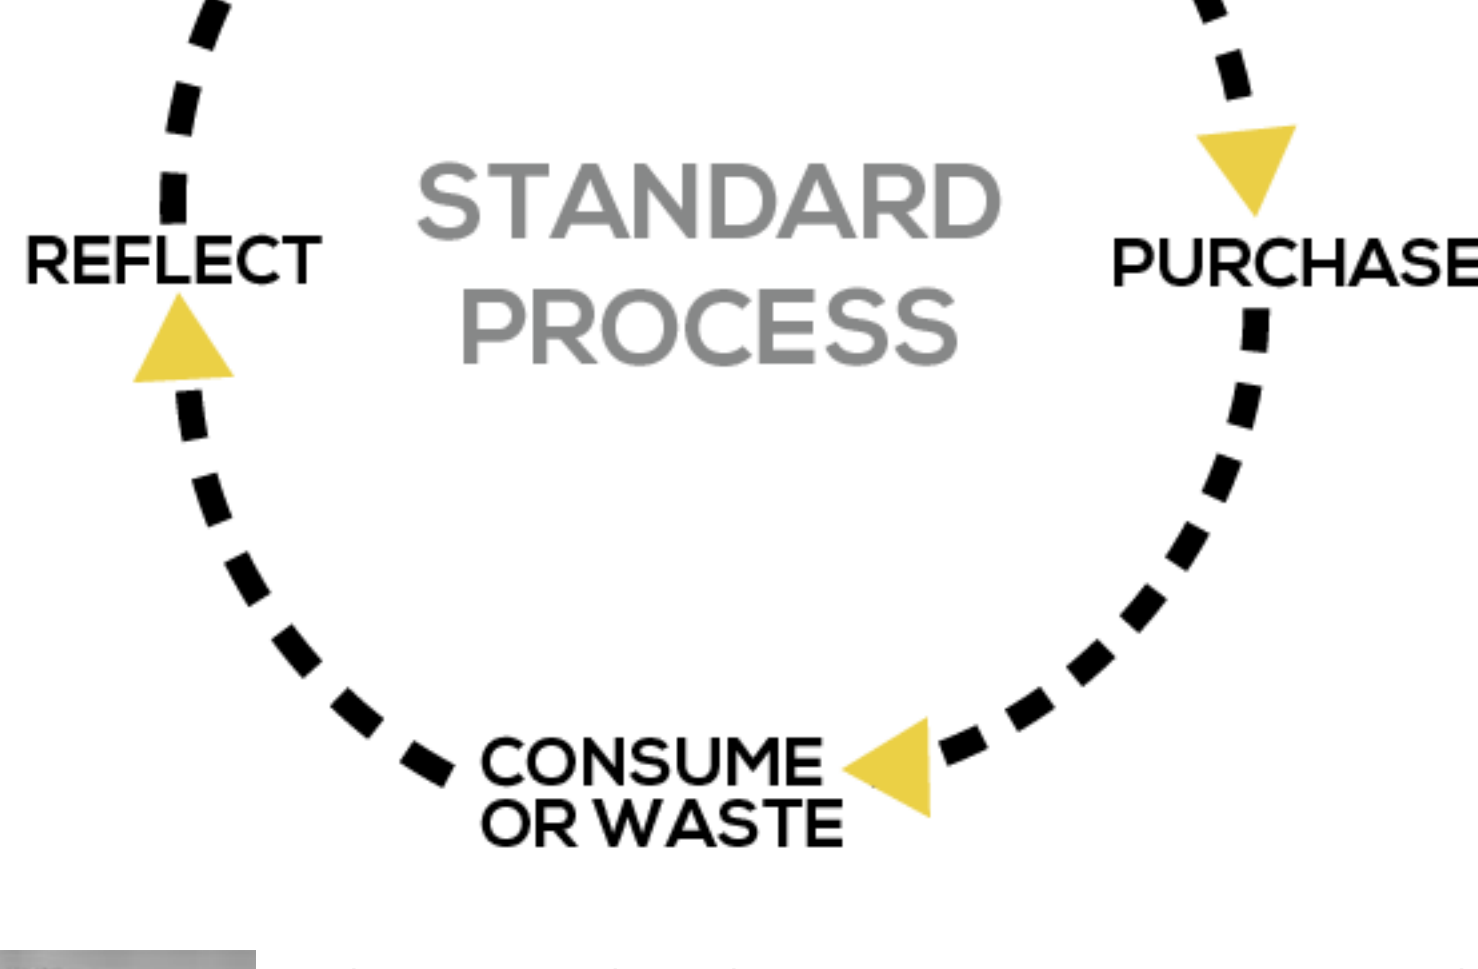 STANDARD
PROCESS
REFLECT
PURCHASE
CONSUME
OR WASTE